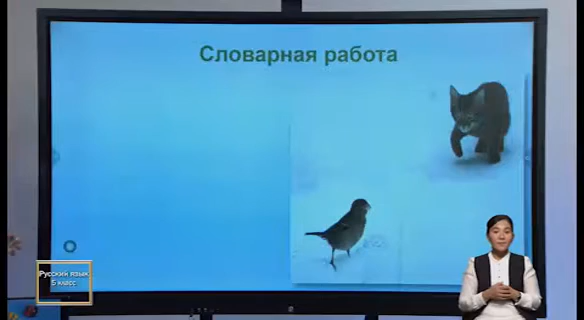 Словарная работа
Русский язык
5 класс